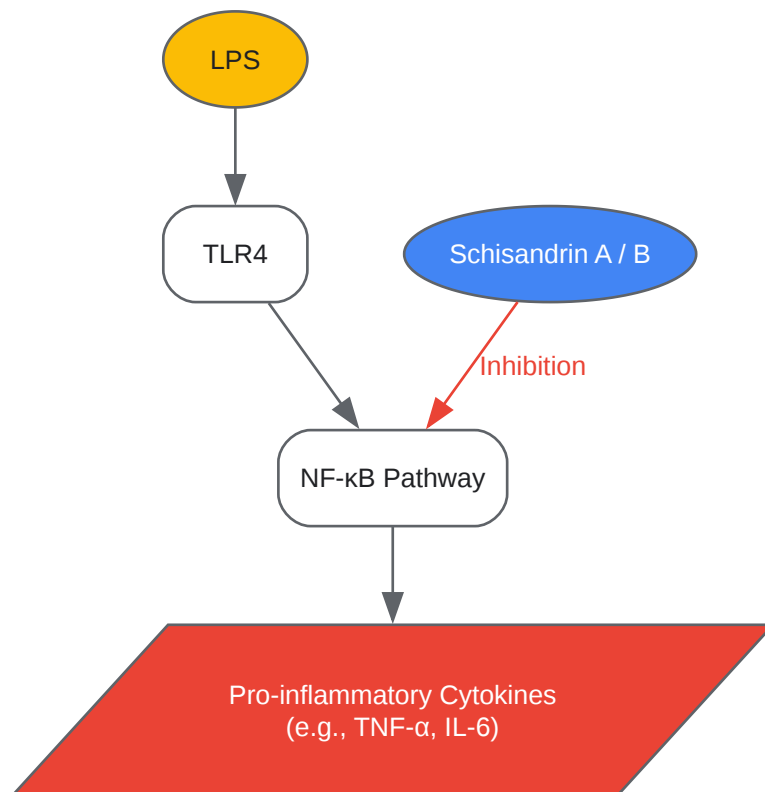 LPS
TLR4
Schisandrin A / B
Inhibition
NF-κB Pathway
Pro-inflammatory Cytokines
(e.g., TNF-α, IL-6)